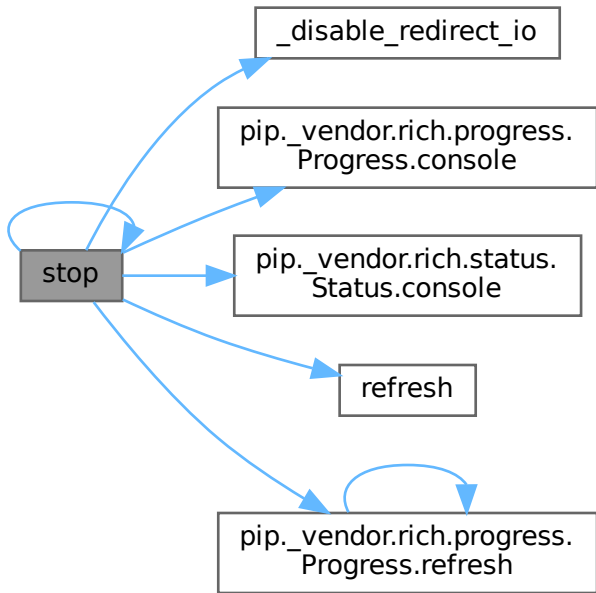 _disable_redirect_io
pip._vendor.rich.progress.
Progress.console
stop
pip._vendor.rich.status.
Status.console
refresh
pip._vendor.rich.progress.
Progress.refresh